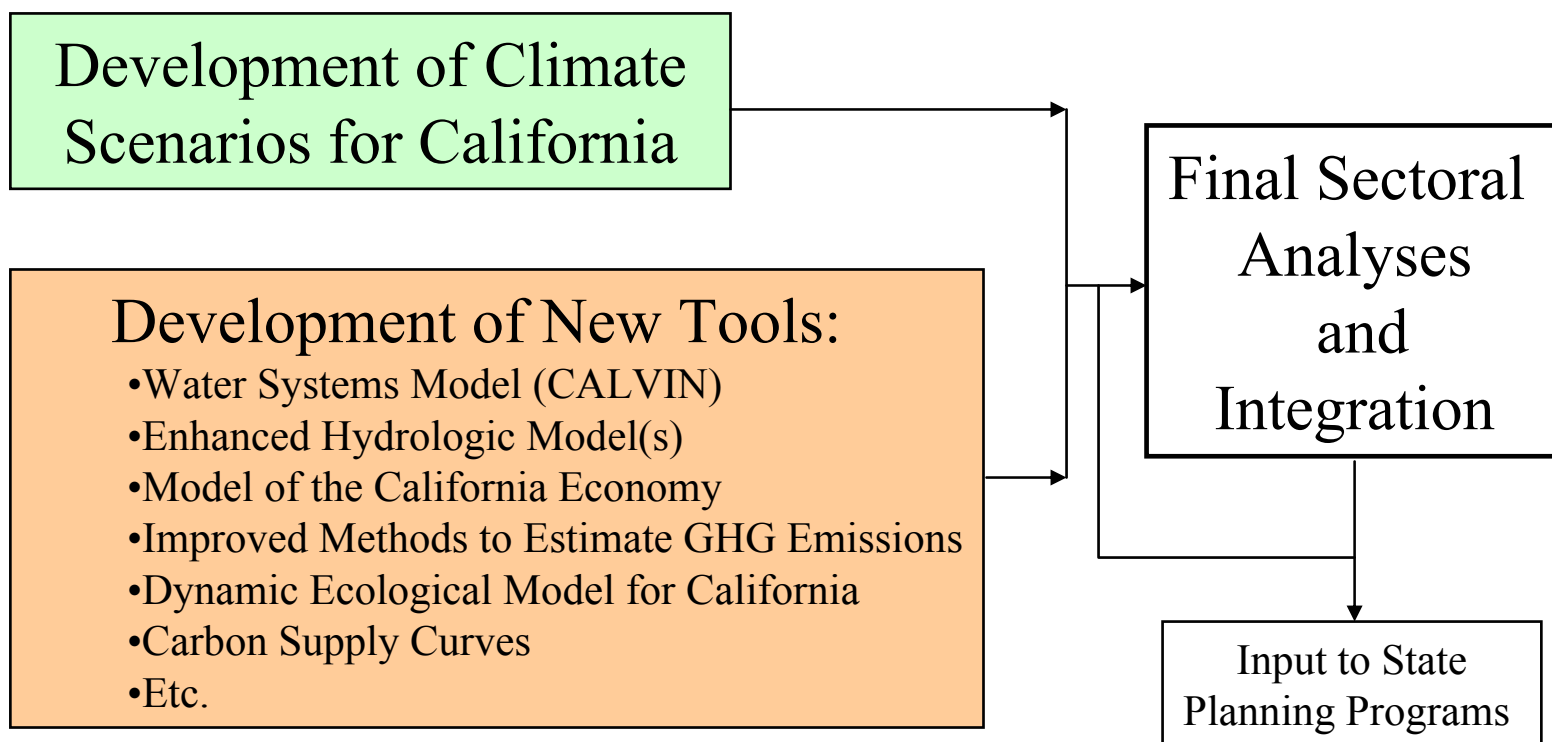 Development of Climate
Scenarios for California
Development of New Tools:
•Water Systems Model (CALVIN)
•Enhanced Hydrologic Model(s)
•Model of the California Economy
•Improved Methods to Estimate GHG Emissions
•Dynamic Ecological Model for California
•Carbon Supply Curves
•Etc.
Final Sectoral
Analyses
and
Integration
Input to State
Planning Programs